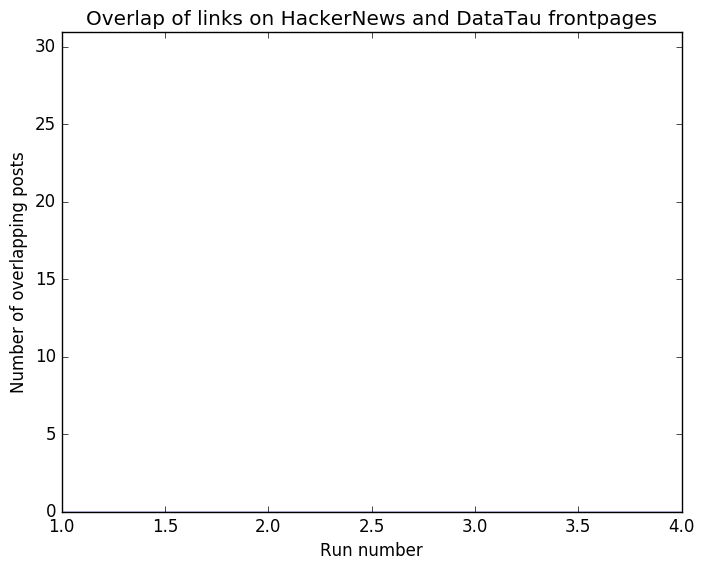 Overlap of links on HackerNews and DataTau frontpages
Number of overlapping posts
30
25
20
15
10
5
0
1.0 1.5 2.0 2.5 3.0 3.5 4.0
Run number